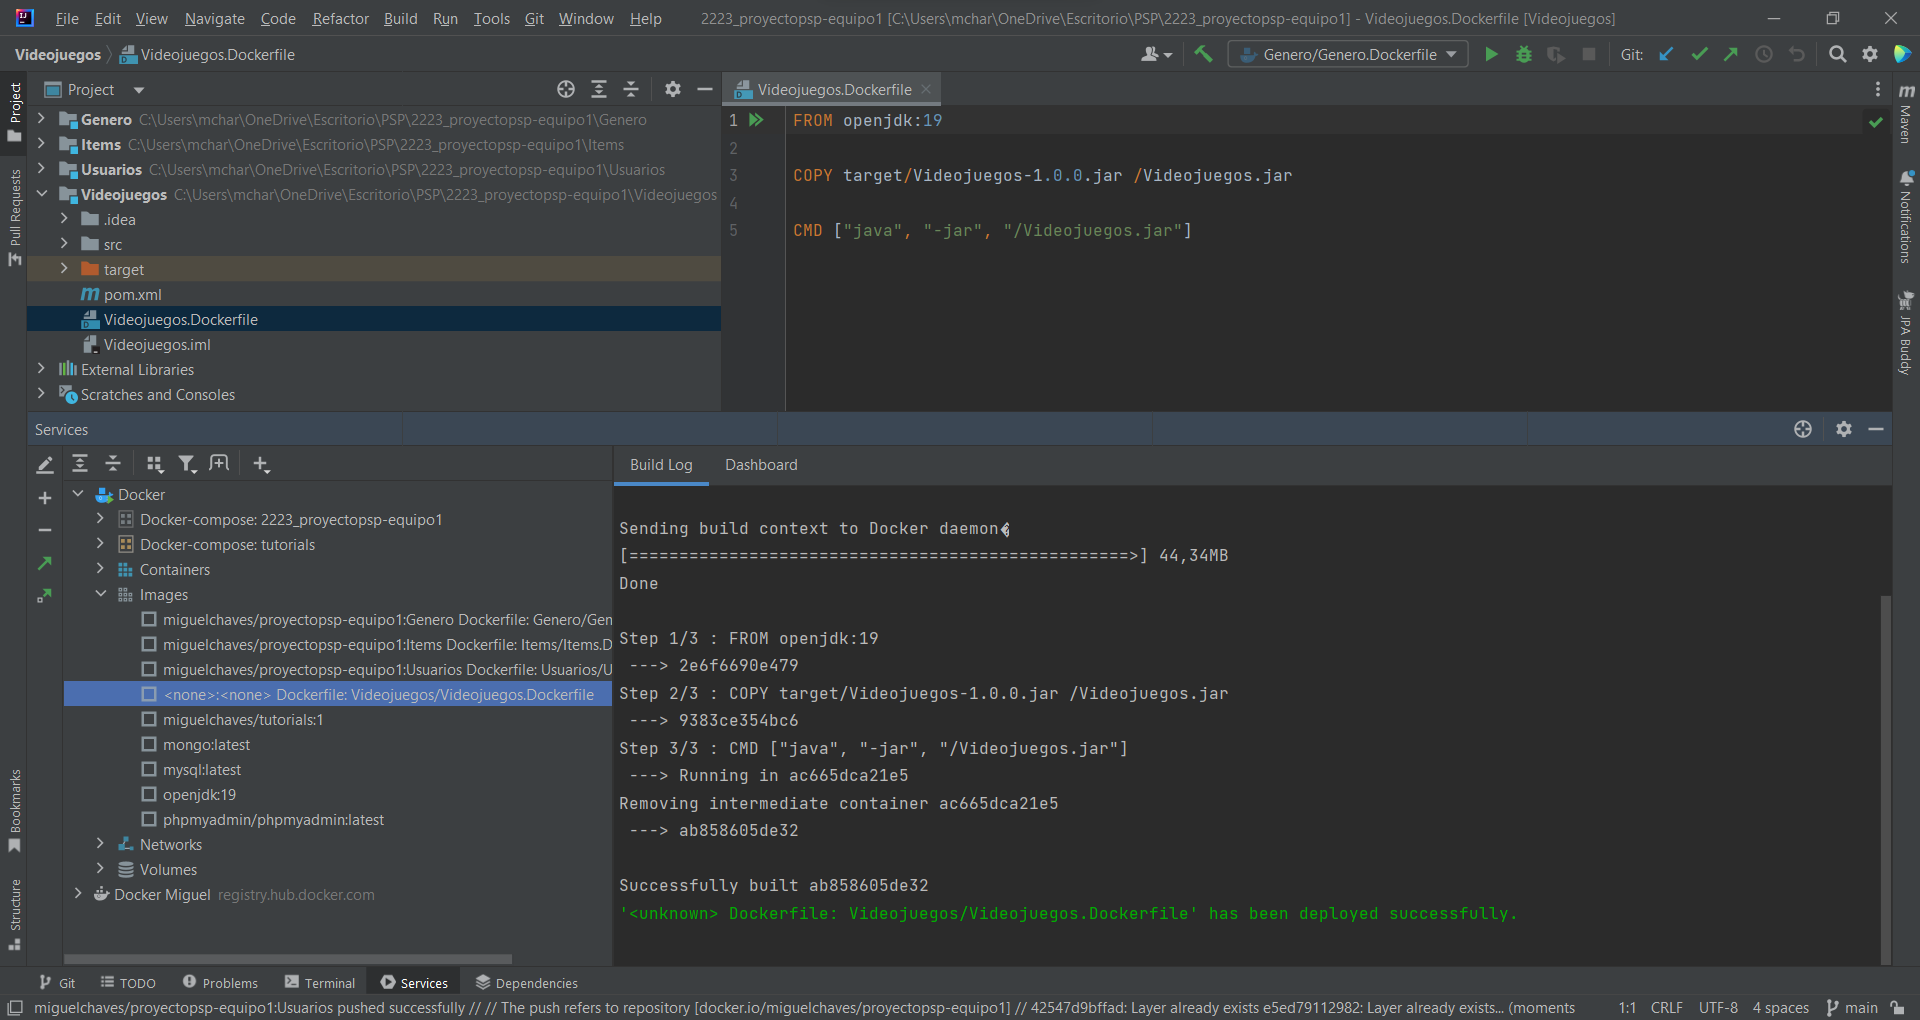 File Edit View Navigate Code Refactor Build Run Tools Git Window Help 2223_proyectopsp-equipo1 [C:\Users\mchar\OneDrive\Escritorio\PSP\2223_proyectopsp-equipo1] - Videojuegos.Dockerfile [Videojuegos]
Videojuegos Videojuegos.Dockerfile Genero/Genero.Dockerfile Git:
Project
Project
Pull Requests
Bookmarks
Structure
Genero C:\Users\mchar\OneDrive\Escritorio\PSP\2223_proyectopsp-equipo1\Genero
Items C:\Users\mchar\OneDrive\Escritorio\PSP\2223_proyectopsp-equipo1\Items
Usuarios C:\Users\mchar\OneDrive\Escritorio\PSP\2223_proyectopsp-equipo1\Usuarios
Videojuegos C:\Users\mchar\OneDrive\Escritorio\PSP\2223_proyectopsp-equipo1\Videojuegos
.idea
src
target
pom.xml
Videojuegos.Dockerfile
Videojuegos.iml
External Libraries
Scratches and Consoles
Videojuegos.Dockerfile
1 FROM openjdk:19
2
3 COPY target/Videojuegos-1.0.0.jar /Videojuegos.jar
4
5 CMD ["java", "-jar", "/Videojuegos.jar"]
Maven
Notifications
JPA Buddy
Services
Docker
Docker-compose: 2223_proyectopsp-equipo1
Docker-compose: tutorials
Containers
Images
miguelchaves/proyectopsp-equipo1:Genero Dockerfile: Genero/Gen
miguelchaves/proyectopsp-equipo1:Items Dockerfile: Items/Items.D
miguelchaves/proyectopsp-equipo1:Usuarios Dockerfile: Usuarios/U
<none>:<none> Dockerfile: Videojuegos/Videojuegos.Dockerfile
miguelchaves/tutorials:1
mongo:latest
mysql:latest
openjdk:19
phpmyadmin/phpmyadmin:latest
Networks
Volumes
Docker Miguel registry.hub.docker.com
Build Log Dashboard
Sending build context to Docker daemon�
[==================================================>] 44,34MB
Done
Step 1/3 : FROM openjdk:19
---> 2e6f6690e479
Step 2/3 : COPY target/Videojuegos-1.0.0.jar /Videojuegos.jar
---> 9383ce354bc6
Step 3/3 : CMD ["java", "-jar", "/Videojuegos.jar"]
---> Running in ac665dca21e5
Removing intermediate container ac665dca21e5
---> ab858605de32
Successfully built ab858605de32
'<unknown> Dockerfile: Videojuegos/Videojuegos.Dockerfile' has been deployed successfully.
Git TODO Problems Terminal Services Dependencies
miguelchaves/proyectopsp-equipo1:Usuarios pushed successfully // // The push refers to repository [docker.io/miguelchaves/proyectopsp-equipo1] // 42547d9bffad: Layer already exists e5ed79112982: Layer already exists... (moments 1:1 CRLF UTF-8 4 spaces main